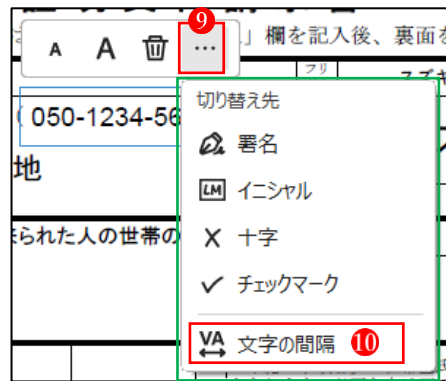 」欄を記入後、裏面を
9
A A ···
フリ
050-1234-56
切り替え先
地
署名
LM イニシャル
られた人の世帯の
十字
チェックマーク
VA 文字の間隔 10